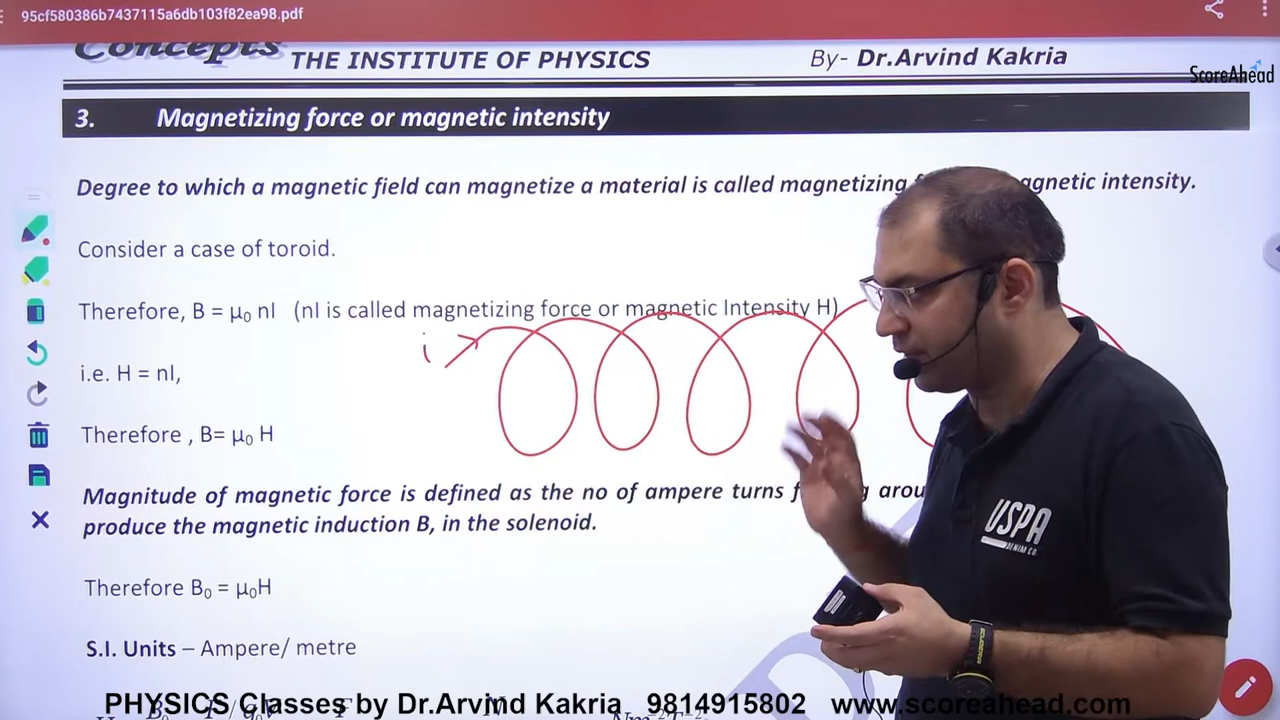 95cf580386b7437115a6db103f82ea98.pdf
Concepts THE INSTITUTE OF PHYSICS By- Dr.Arvind Kakria
ScoreAhead
3. Magnetizing force or magnetic intensity
Degree to which a magnetic field can magnetize a material is called magnetizing agnetic intensity.
Consider a case of toroid.
Therefore, B = μ₀ nI (nI is called magnetizing force or magnetic Intensity H)
i
i.e. H = nI,
Therefore , B= μ₀ H
Magnitude of magnetic force is defined as the no of ampere turns arou
produce the magnetic induction B, in the solenoid.
USPA
DENIM CO.
Therefore B₀ = μ₀H
S.I. Units – Ampere/ metre
PHYSICS Classes by Dr.Arvind Kakria 9814915802 www.scoreahead.com